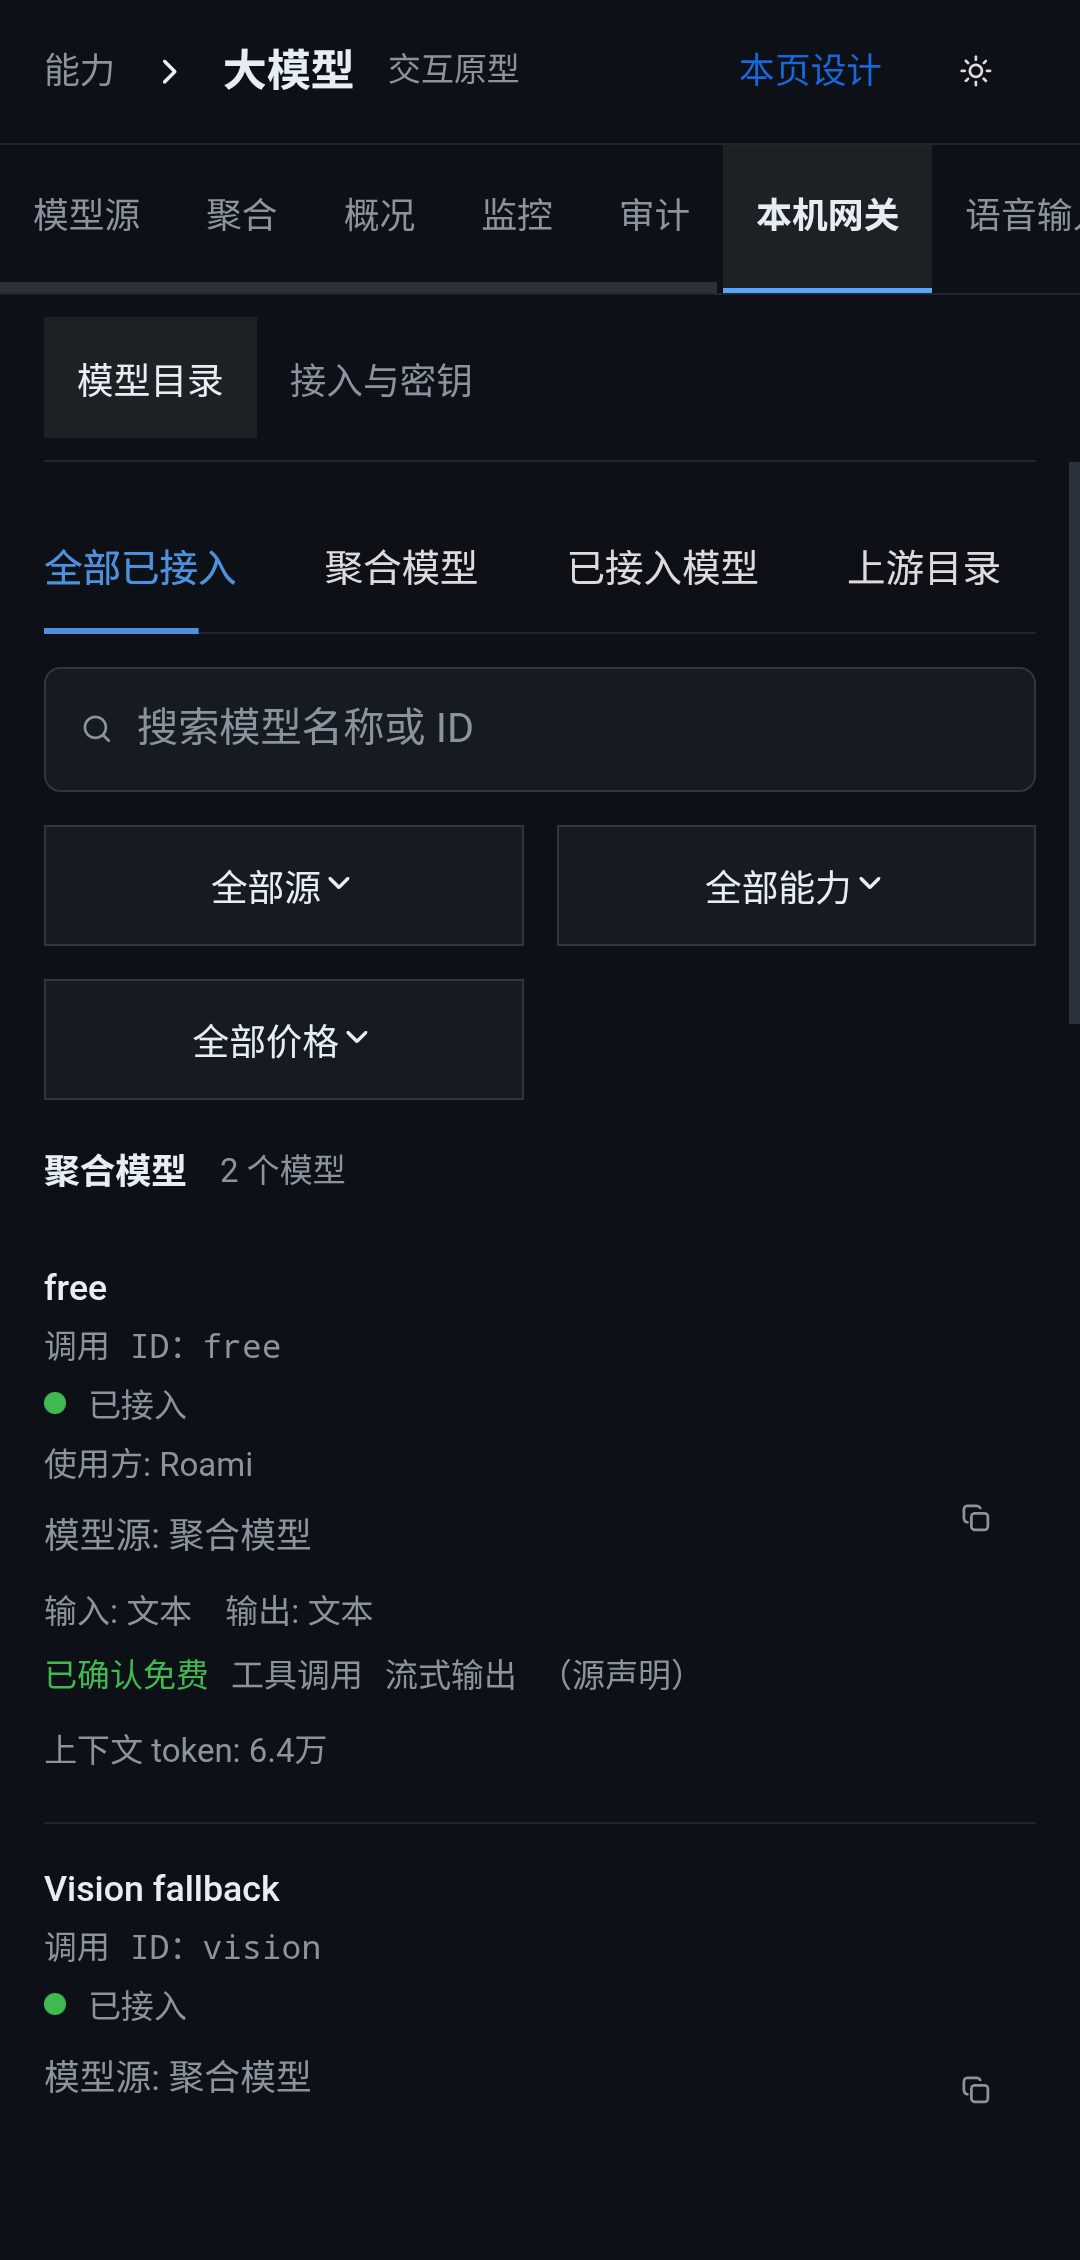 能力 大模型 交互原型 本页设计
模型源 聚合 概况 监控 审计 本机网关 语音输
模型目录 接入与密钥
全部已接入 聚合模型 已接入模型 上游目录
搜索模型名称或 ID
全部源 全部能力
全部价格
聚合模型 2 个模型
free
调用 ID: free
已接入
使用方: Roami
模型源: 聚合模型
输入: 文本 输出: 文本
已确认免费 工具调用 流式输出 （源声明）
上下文 token: 6.4万
Vision fallback
调用 ID: vision
已接入
模型源: 聚合模型